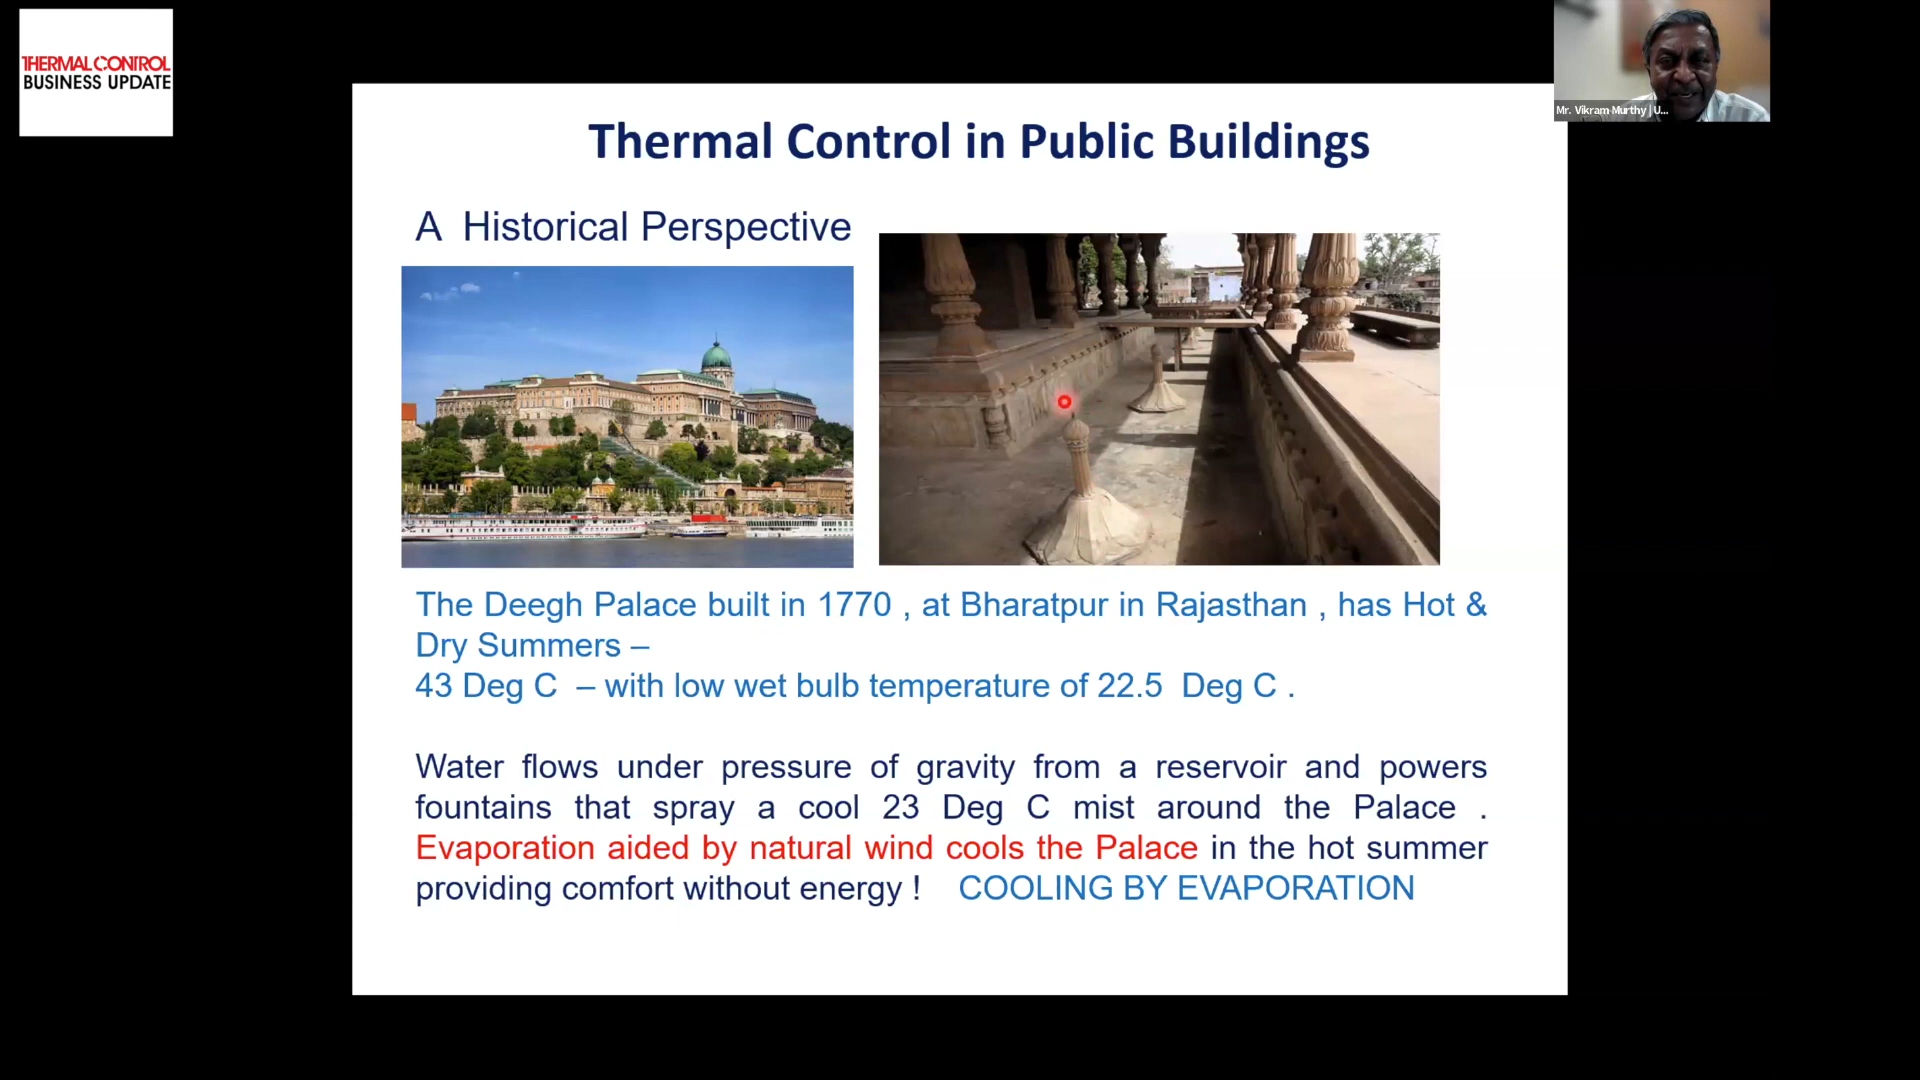 THERMAL CONTROL
BUSINESS UPDATE
Mr. Vikram Murthy | U...
Thermal Control in Public Buildings
A Historical Perspective
The Deegh Palace built in 1770 , at Bharatpur in Rajasthan , has Hot &
Dry Summers –
43 Deg C – with low wet bulb temperature of 22.5 Deg C .
Water flows under pressure of gravity from a reservoir and powers
fountains that spray a cool 23 Deg C mist around the Palace .
Evaporation aided by natural wind cools the Palace in the hot summer
providing comfort without energy ! COOLING BY EVAPORATION